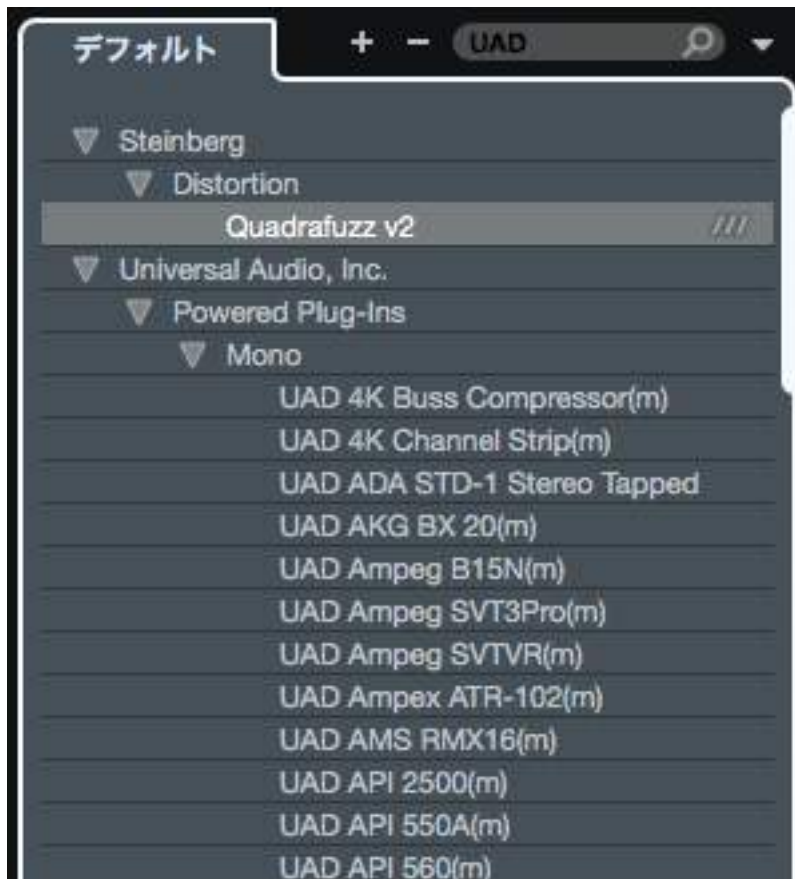 デフォルト + − UAD
Steinberg
Distortion
Quadrafuzz v2
Universal Audio, Inc.
Powered Plug-Ins
Mono
UAD 4K Buss Compressor(m)
UAD 4K Channel Strip(m)
UAD ADA STD-1 Stereo Tapped
UAD AKG BX 20(m)
UAD Ampeg B15N(m)
UAD Ampeg SVT3Pro(m)
UAD Ampeg SVTVR(m)
UAD Ampex ATR-102(m)
UAD AMS RMX16(m)
UAD API 2500(m)
UAD API 550A(m)
UAD API 560(m)